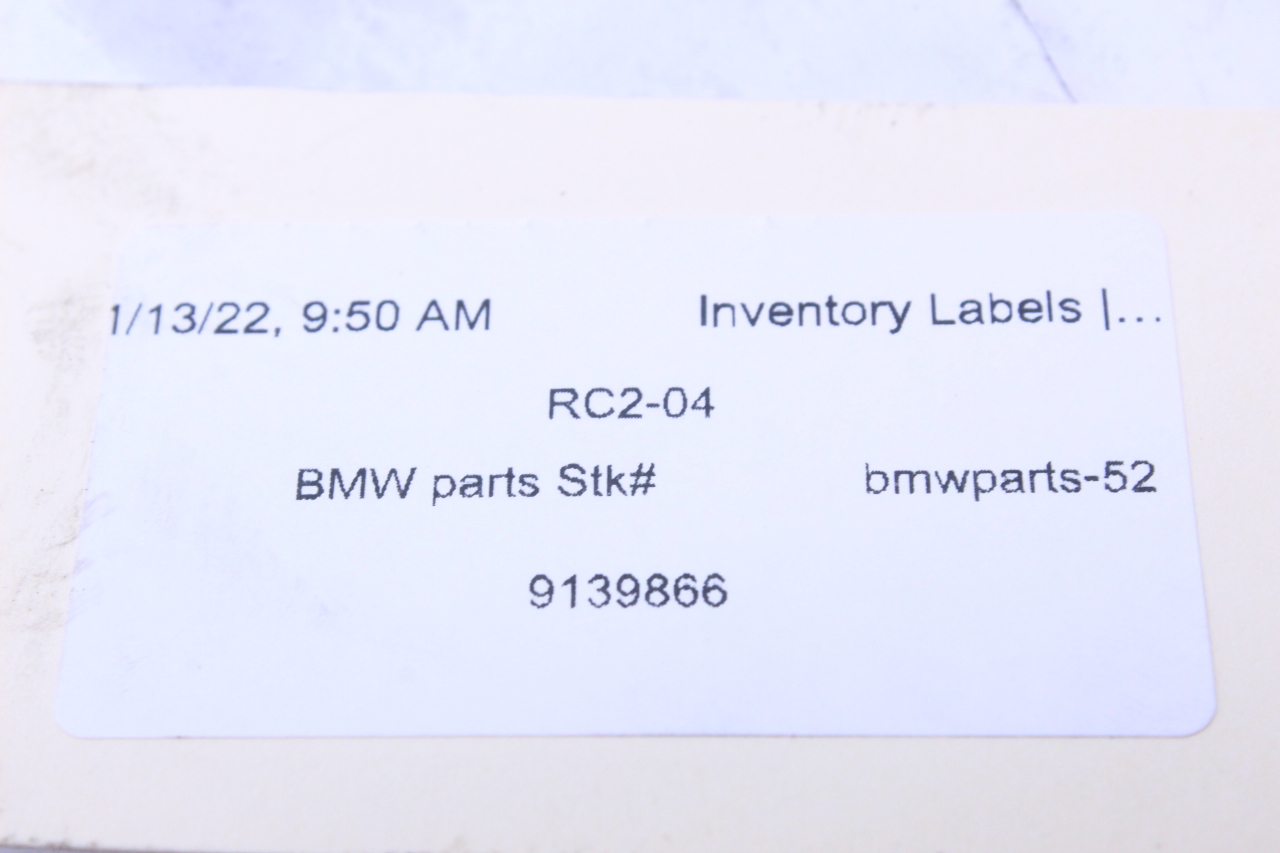 1/13/22, 9:50 AM Inventory Labels |...
RC2-04
BMW parts Stk# bmwparts-52
9139866